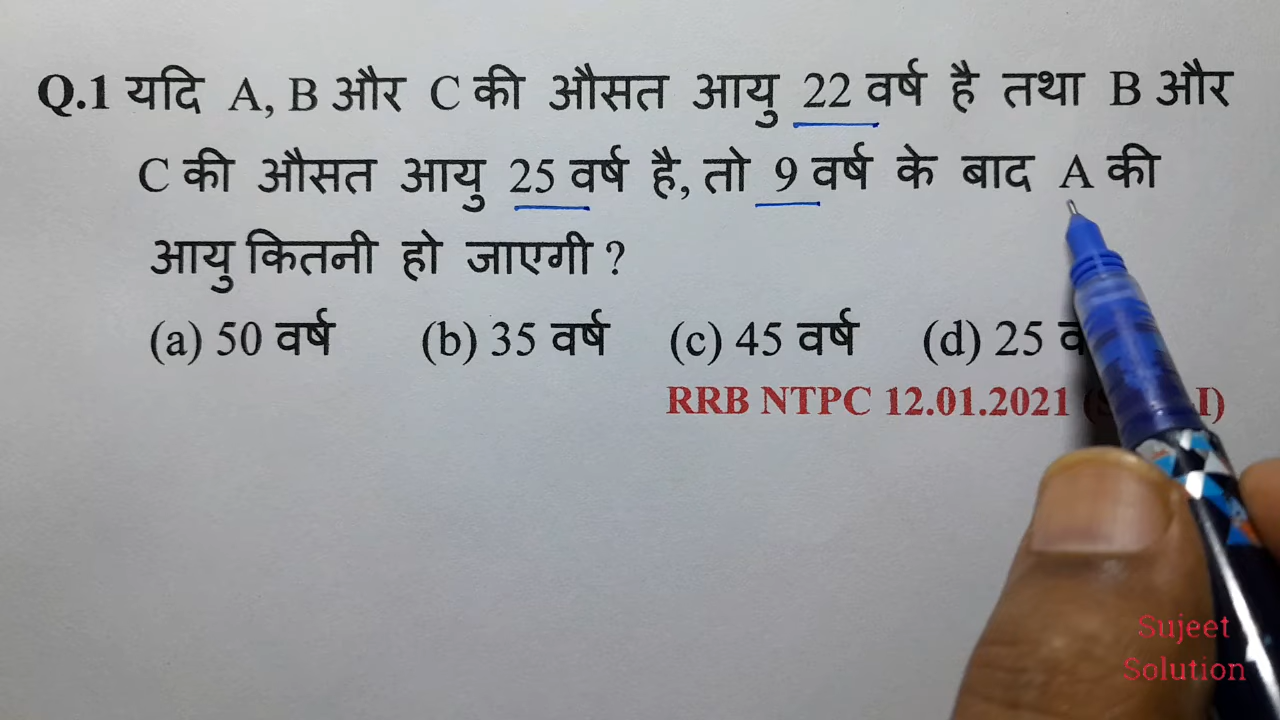 Q.1 यदि A, B और C की औसत आयु 22 वर्ष है तथा B और
C की औसत आयु 25 वर्ष है, तो 9 वर्ष के बाद A की
आयु कितनी हो जाएगी ?
(a) 50 वर्ष (b) 35 वर्ष (c) 45 वर्ष (d) 25
RRB NTPC 12.01.2021
Sujeet
Solution